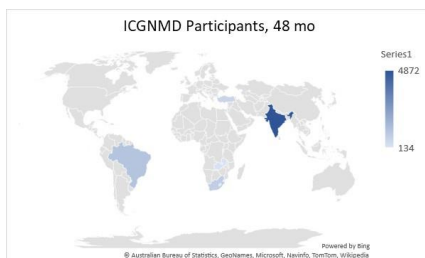 ICGNMD Participants, 48 mo
Series1
4872
134
Powered by Bing
© Australian Bureau of Statistics, GeoNames, Microsoft, Navinfo, TomTom, Wikipedia